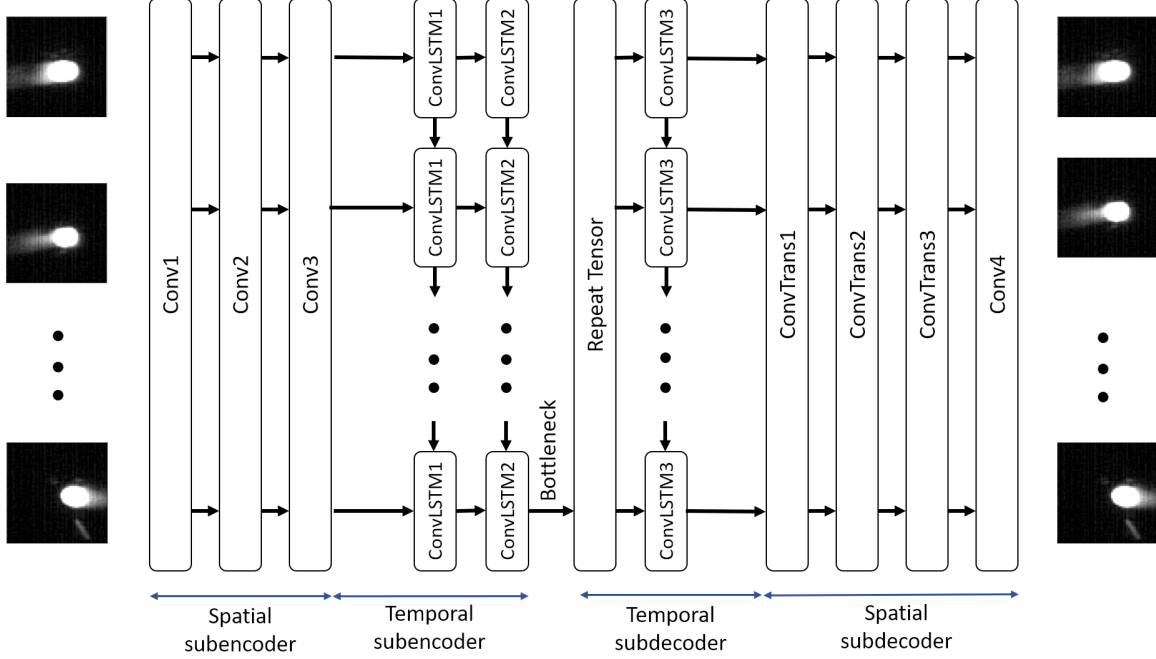 Conv1
Conv2
Conv3
ConvLSTM1
ConvLSTM2
ConvLSTM1
ConvLSTM2
ConvLSTM1
ConvLSTM2
Bottleneck
Repeat Tensor
ConvLSTM3
ConvLSTM3
ConvLSTM3
ConvTrans1
ConvTrans2
ConvTrans3
Conv4
Spatial
subencoder
Temporal
subencoder
Temporal
subdecoder
Spatial
subdecoder